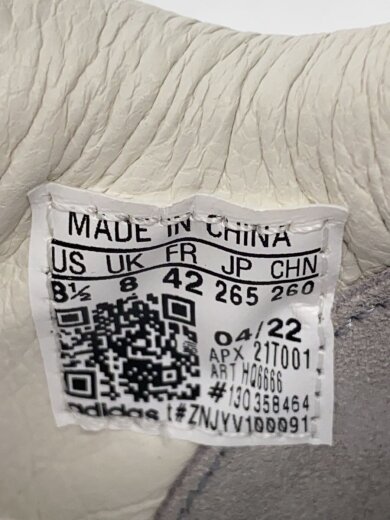 MADE IN CHINA
US UK FR JP CHN
8½ 8 42 265 260
04/22
APX 21T001
ART HQ6666
#130358464
adidas t#ZNJYV100091